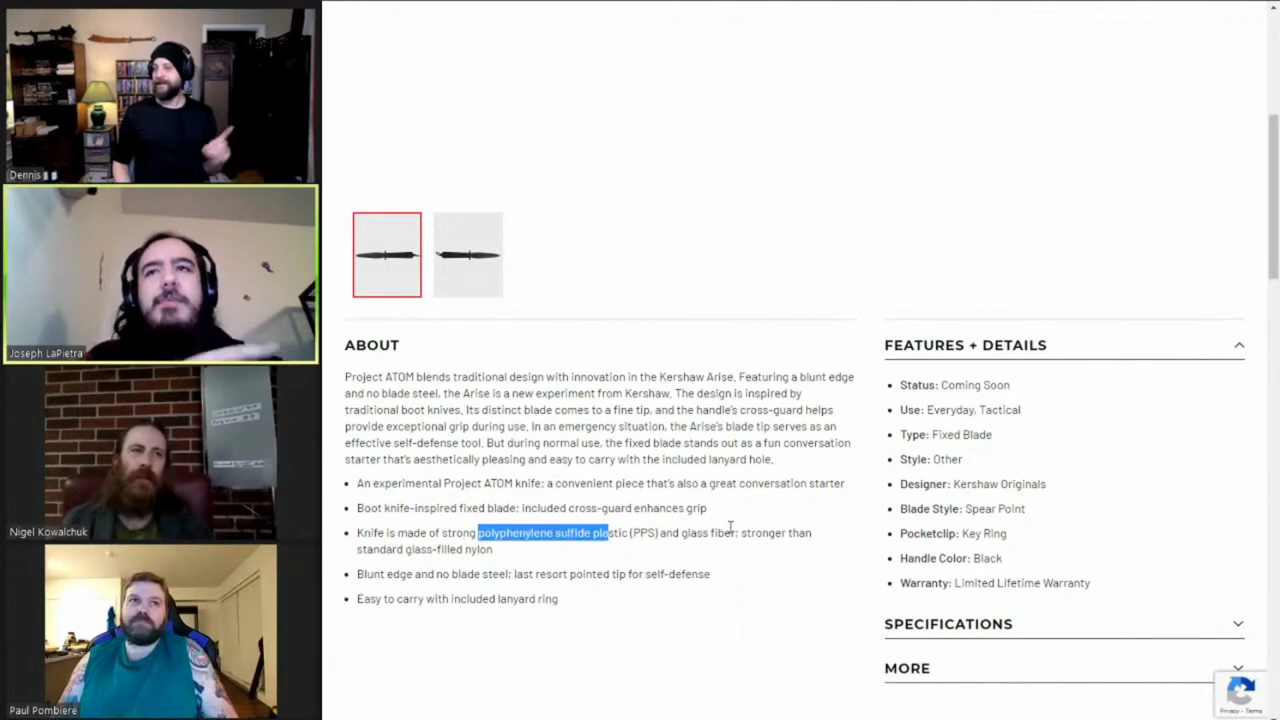 Dennis
Joseph LaPietra
Nigel Kowalchuk
Paul Pombiere
ABOUT
Project ATOM blends traditional design with innovation in the Kershaw Arise. Featuring a blunt edge
and no blade steel, the Arise is a new experiment from Kershaw. The design is inspired by
traditional boot knives. Its distinct blade comes to a fine tip, and the handle's cross-guard helps
provide exceptional grip during use. In an emergency situation, the Arise's blade tip serves as an
effective self-defense tool. But during normal use, the fixed blade stands out as a fun conversation
starter that's aesthetically pleasing and easy to carry with the included lanyard hole.
An experimental Project ATOM knife; a convenient piece that's also a great conversation starter
Boot knife-inspired fixed blade; included cross-guard enhances grip
Knife is made of strong polyphenylene sulfide plastic (PPS) and glass fiber; stronger than
standard glass-filled nylon
Blunt edge and no blade steel; last resort pointed tip for self-defense
Easy to carry with included lanyard ring
FEATURES + DETAILS
Status: Coming Soon
Use: Everyday, Tactical
Type: Fixed Blade
Style: Other
Designer: Kershaw Originals
Blade Style: Spear Point
Pocketclip: Key Ring
Handle Color: Black
Warranty: Limited Lifetime Warranty
SPECIFICATIONS
MORE
Privacy - Terms